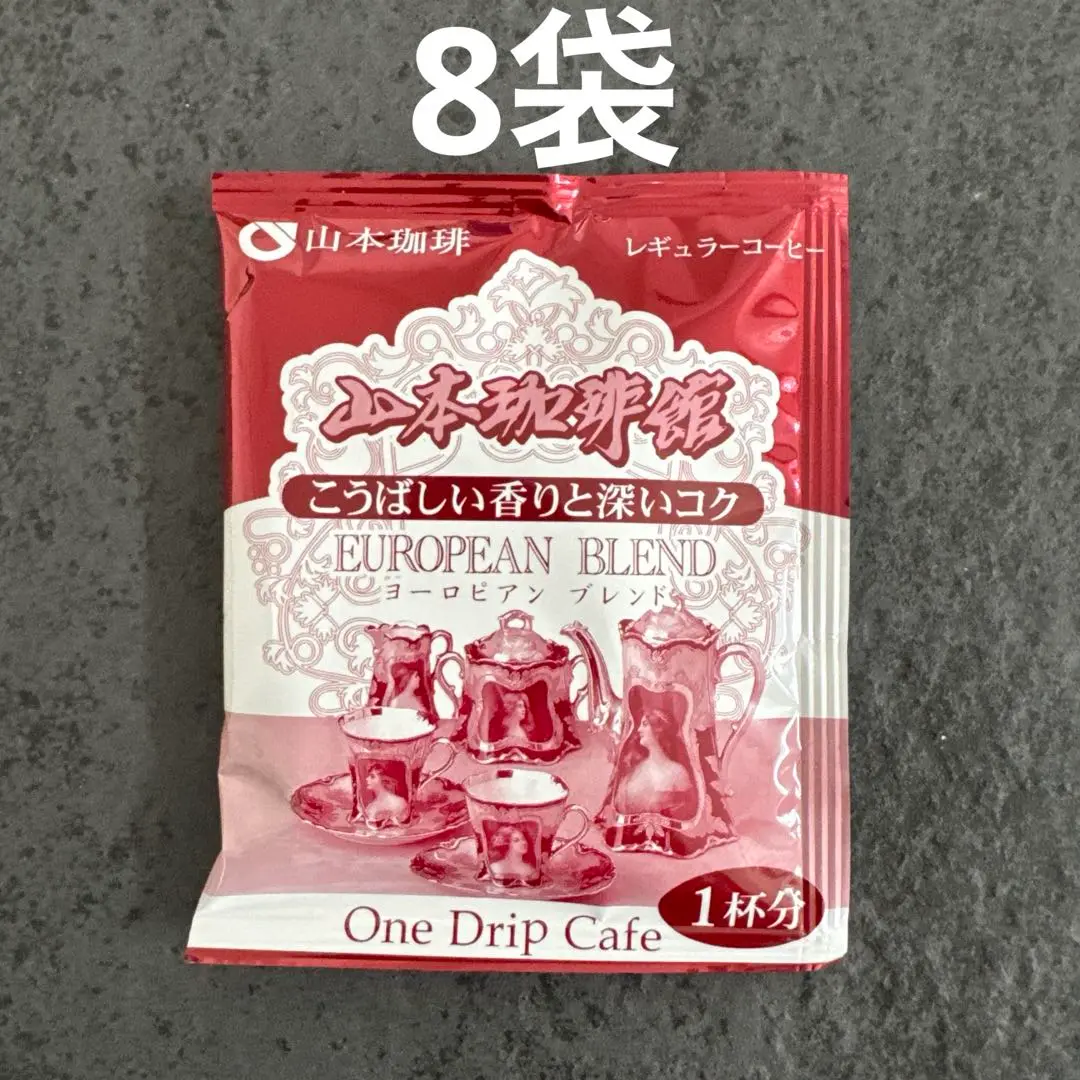 8袋
山本珈琲
レギュラーコーヒー
山本珈琲館
こうばしい香りと深いコク
EUROPEAN BLEND
ヨーロピアン ブレンド
1杯分
One Drip Cafe